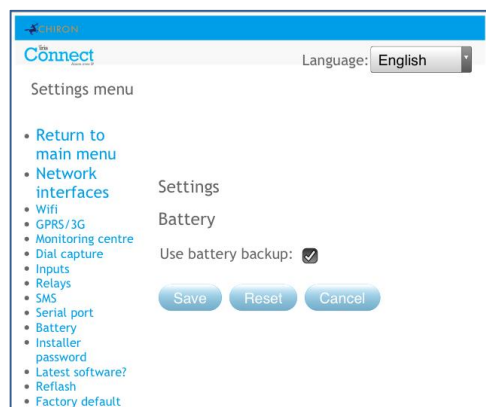 CHIRON
iris
Connect
Language: English
Settings menu
Return to
main menu
Network
interfaces
Wifi
GPRS/3G
Monitoring centre
Dial capture
Inputs
Relays
SMS
Serial port
Battery
Installer
password
Latest software?
Reflash
Factory default
Settings
Battery
Use battery backup:
Save Reset Cancel